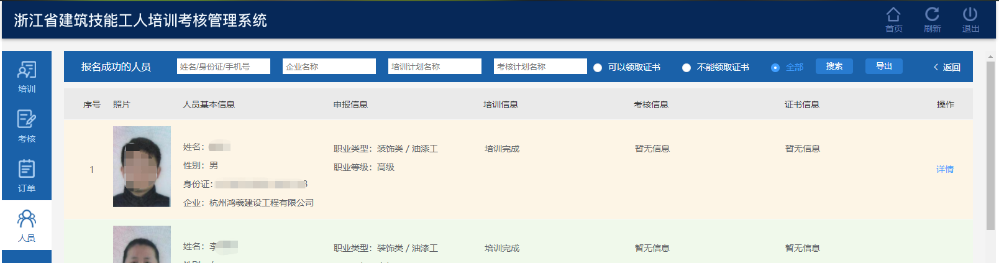 浙江省建筑技能工人培训考核管理系统
首页 刷新 退出
培训
考核
订单
人员
报名成功的人员 姓名/身份证/手机号 企业名称 培训计划名称 考核计划名称 可以领取证书 不能领取证书 全部 搜索 导出 返回
序号 照片 人员基本信息 申报信息 培训信息 考核信息 证书信息 操作
1
姓名：
性别：男
身份证：
企业：杭州鸿羲建设工程有限公司
职业类型：装饰类 / 油漆工
职业等级：高级
培训完成
暂无信息
暂无信息
详情
姓名：李
职业类型：装饰类 / 油漆工
培训完成
暂无信息
暂无信息